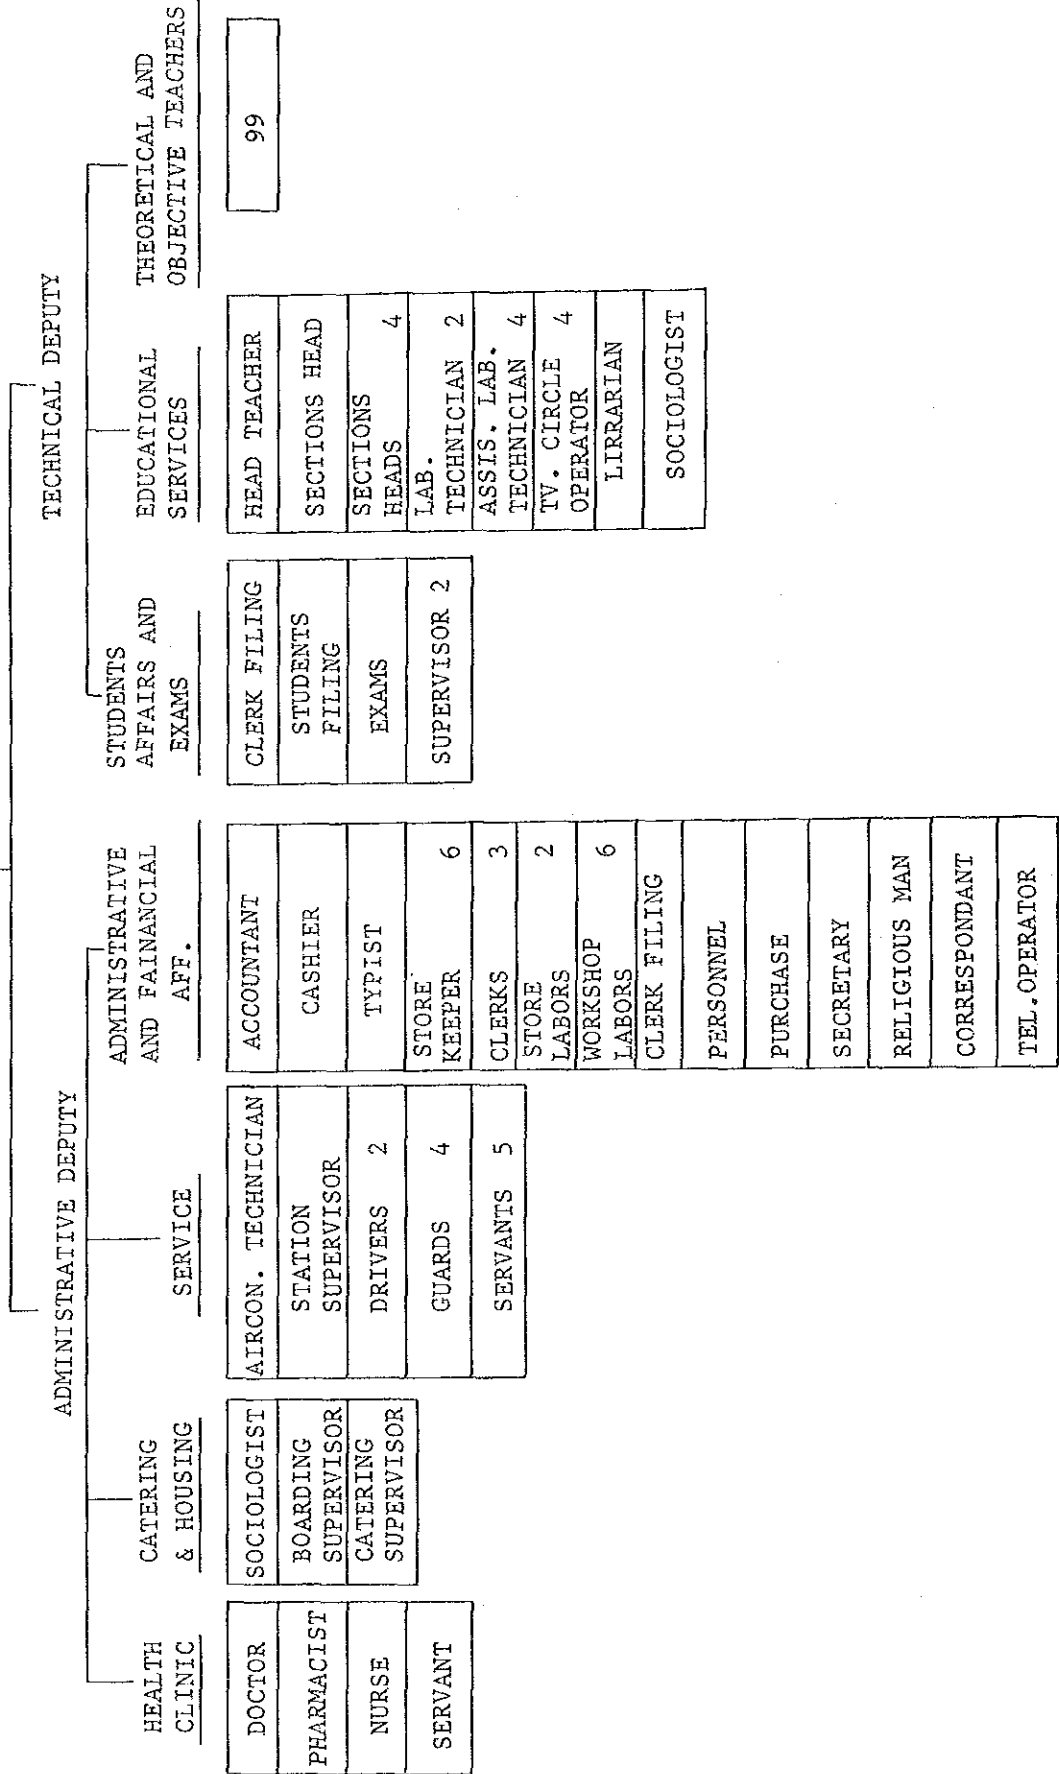 ADMINISTRATIVE DEPUTY
HEALTH
CLINIC
DOCTOR
PHARMACIST
NURSE
SERVANT
CATERING
& HOUSING
SOCIOLOGIST
BOARDING
SUPERVISOR
CATERING
SUPERVISOR
SERVICE
AIRCON. TECHNICIAN
STATION
SUPERVISOR
DRIVERS 2
GUARDS 4
SERVANTS 5
ADMINISTRATIVE
AND FAINANCIAL
AFF.
ACCOUNTANT
CASHIER
TYPIST
STORE
KEEPER 6
CLERKS 3
STORE
LABORS 2
WORKSHOP
LABORS 6
CLERK FILING
PERSONNEL
PURCHASE
SECRETARY
RELIGIOUS MAN
CORRESPONDANT
TEL.OPERATOR
TECHNICAL DEPUTY
STUDENTS
AFFAIRS AND
EXAMS
CLERK FILING
STUDENTS
FILING
EXAMS
SUPERVISOR 2
EDUCATIONAL
SERVICES
HEAD TEACHER
SECTIONS HEAD
SECTIONS
HEADS 4
LAB.
TECHNICIAN 2
ASSIS. LAB.
TECHNICIAN 4
TV. CIRCLE
OPERATOR 4
LIRRARIAN
SOCIOLOGIST
THEORETICAL AND
OBJECTIVE TEACHERS
99